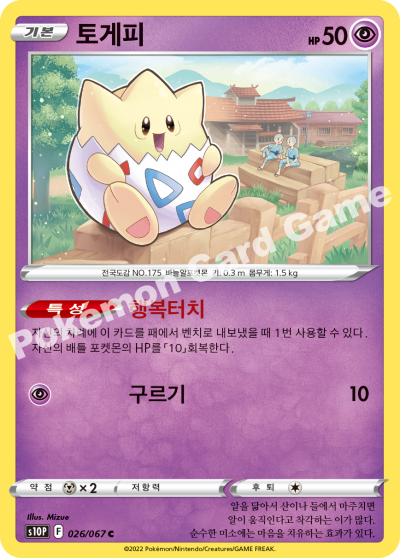 기본 토게피 HP 50
전국도감 NO.175 바늘알포켓몬 키: 0.3 m 몸무게: 1.5 kg
특성 행복터치
자신의 차례에 이 카드를 패에서 벤치로 내보냈을 때 1번 사용할 수 있다.
자신의 배틀 포켓몬의 HP를 「10」회복한다.
구르기 10
약점 ×2 저항력 후퇴
Illus. Mizue
s10P F 026/067 C
알을 닮아서 산이나 들에서 마주치면
알이 움직인다고 착각하는 이가 많다.
순수한 미소에는 마음을 치유하는 효과가 있다.
©2022 Pokémon/Nintendo/Creatures/GAME FREAK.
Pokémon Card Game